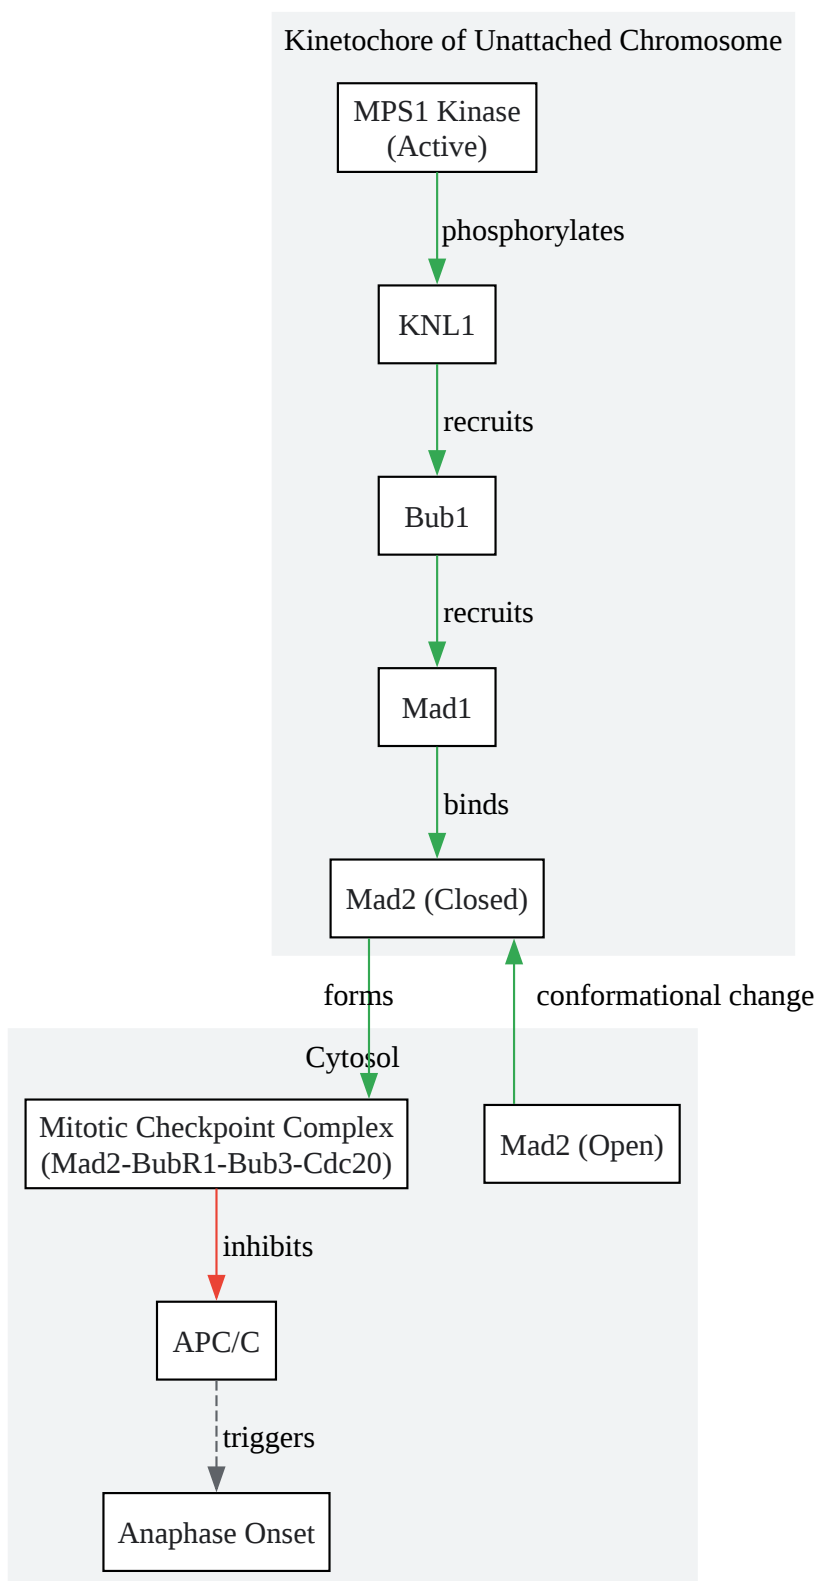 Kinetochore of Unattached Chromosome
MPS1 Kinase
(Active)
phosphorylates
KNL1
recruits
Bub1
recruits
Mad1
binds
Mad2 (Closed)
forms
conformational change
Cytosol
Mitotic Checkpoint Complex
(Mad2-BubR1-Bub3-Cdc20)
Mad2 (Open)
inhibits
APC/C
triggers
Anaphase Onset